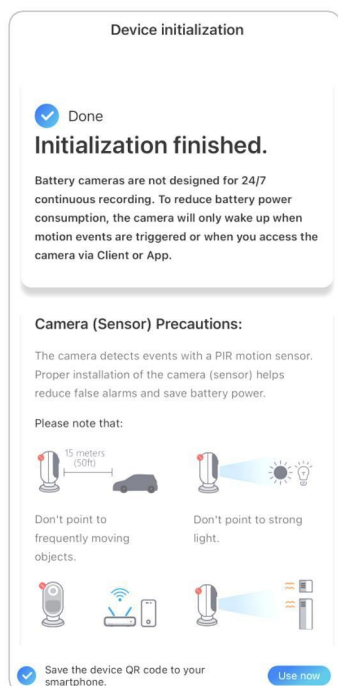 Device initialization
Done
Initialization finished.
Battery cameras are not designed for 24/7
continuous recording. To reduce battery power
consumption, the camera will only wake up when
motion events are triggered or when you access the
camera via Client or App.
Camera (Sensor) Precautions:
The camera detects events with a PIR motion sensor.
Proper installation of the camera (sensor) helps
reduce false alarms and save battery power.
Please note that:
15 meters
(50ft)
Don't point to
frequently moving
objects.
Don't point to strong
light.
Save the device QR code to your
smartphone.
Use now